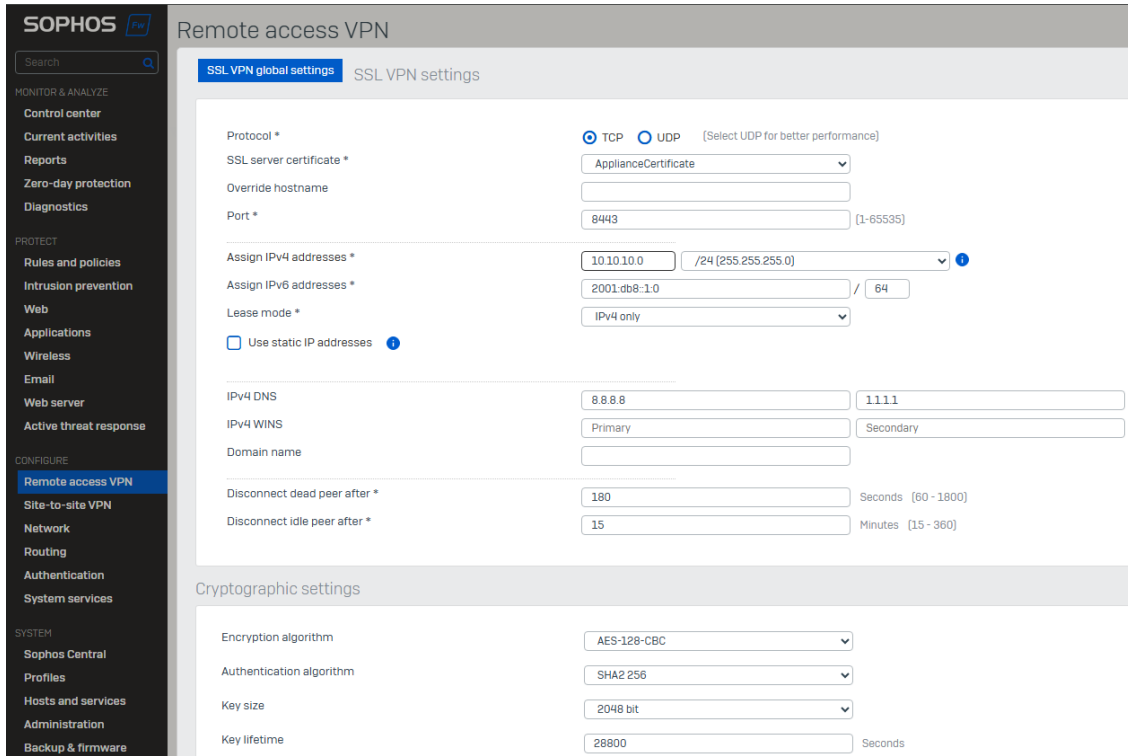 SOPHOS Fw
Search
MONITOR & ANALYZE
Control center
Current activities
Reports
Zero-day protection
Diagnostics
PROTECT
Rules and policies
Intrusion prevention
Web
Applications
Wireless
Email
Web server
Active threat response
CONFIGURE
Remote access VPN
Site-to-site VPN
Network
Routing
Authentication
System services
SYSTEM
Sophos Central
Profiles
Hosts and services
Administration
Backup & firmware
Remote access VPN
SSL VPN global settings SSL VPN settings
Protocol * TCP UDP (Select UDP for better performance)
SSL server certificate * ApplianceCertificate
Override hostname
Port * 8443 (1-65535)
Assign IPv4 addresses * 10.10.10.0 /24 (255.255.255.0)
Assign IPv6 addresses * 2001:db8::1:0 / 64
Lease mode * IPv4 only
Use static IP addresses
IPv4 DNS 8.8.8.8 1.1.1.1
IPv4 WINS Primary Secondary
Domain name
Disconnect dead peer after * 180 Seconds (60 - 1800)
Disconnect idle peer after * 15 Minutes (15 - 360)
Cryptographic settings
Encryption algorithm AES-128-CBC
Authentication algorithm SHA2 256
Key size 2048 bit
Key lifetime 28800 Seconds